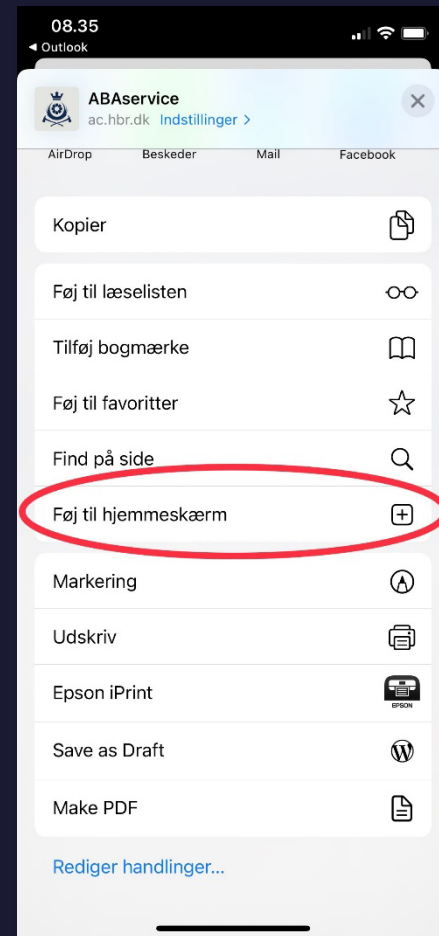 08.35
◀ Outlook
ABAservice
ac.hbr.dk Indstillinger >
AirDrop Beskeder Mail Facebook
Kopier
Føj til læselisten
Tilføj bogmærke
Føj til favoritter
Find på side
Føj til hjemmeskærm
Markering
Udskriv
Epson iPrint
EPSON
Save as Draft
Make PDF
Rediger handlinger...